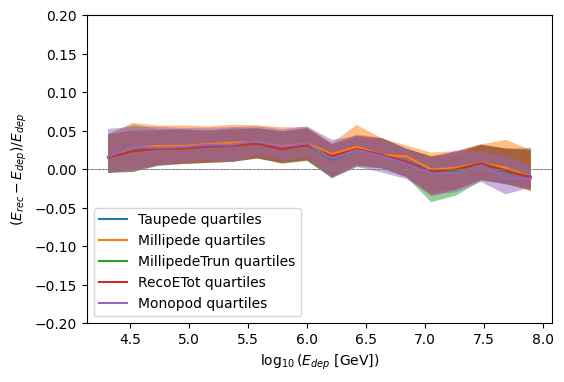 0.20
0.15
0.10
0.05
0.00
−0.05
−0.10
−0.15
−0.20
(E_rec − E_dep)/E_dep
Taupede quartiles
Millipede quartiles
MillipedeTrun quartiles
RecoETot quartiles
Monopod quartiles
4.5 5.0 5.5 6.0 6.5 7.0 7.5 8.0
log₁₀ (E_dep [GeV])